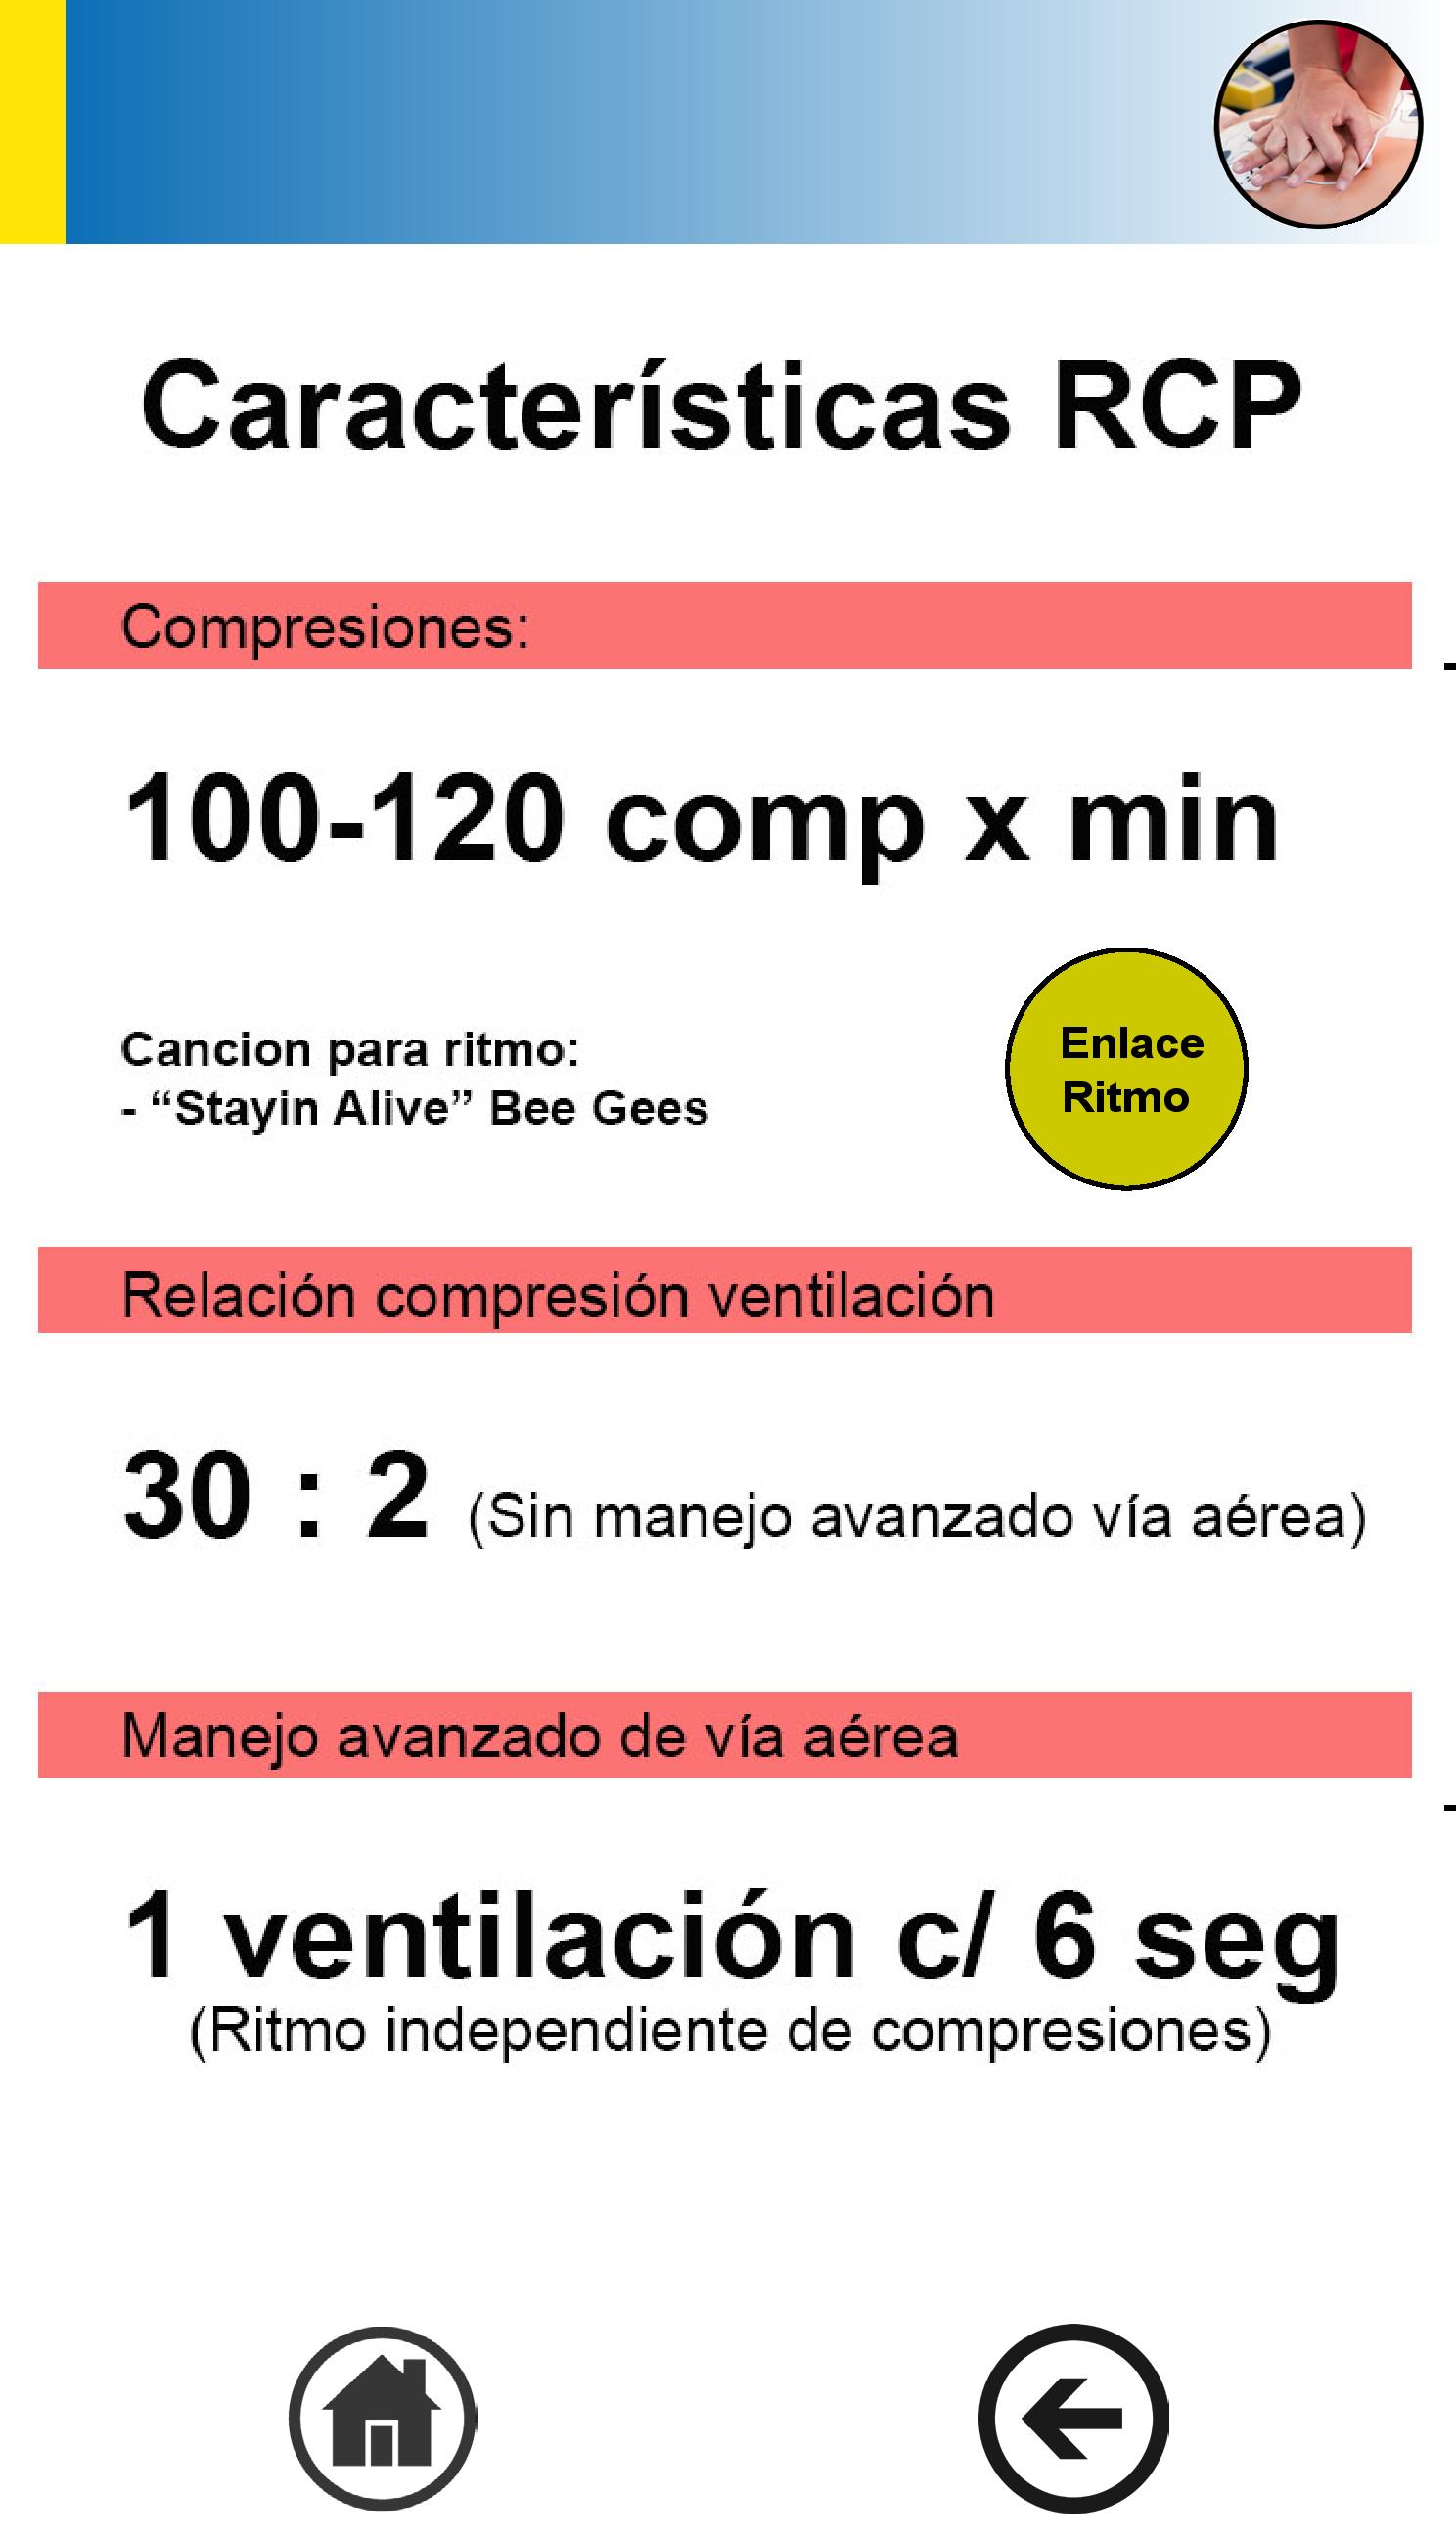 Características RCP
Compresiones:
100-120 comp x min
Cancion para ritmo:
- “Stayin Alive” Bee Gees
Enlace
Ritmo
Relación compresión ventilación
30 : 2 (Sin manejo avanzado vía aérea)
Manejo avanzado de vía aérea
1 ventilación c/ 6 seg
(Ritmo independiente de compresiones)